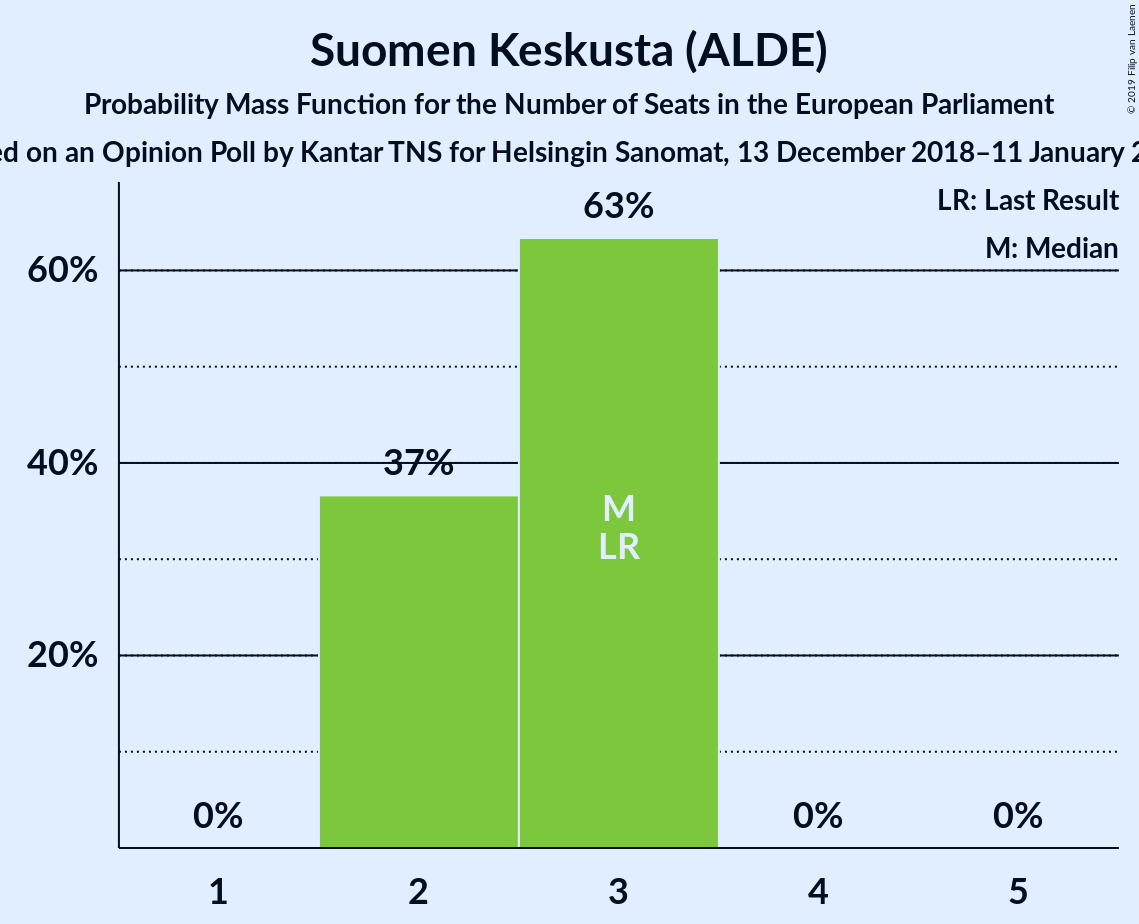 Suomen Keskusta (ALDE)
Probability Mass Function for the Number of Seats in the European Parliament
on an Opinion Poll by Kantar TNS for Helsingin Sanomat, 13 December 2018–11 January
© 2019 Filip van Laenen
LR: Last Result
M: Median
63%
60%
40%
37%
M
LR
20%
0%
0%
0%
1
2
3
4
5